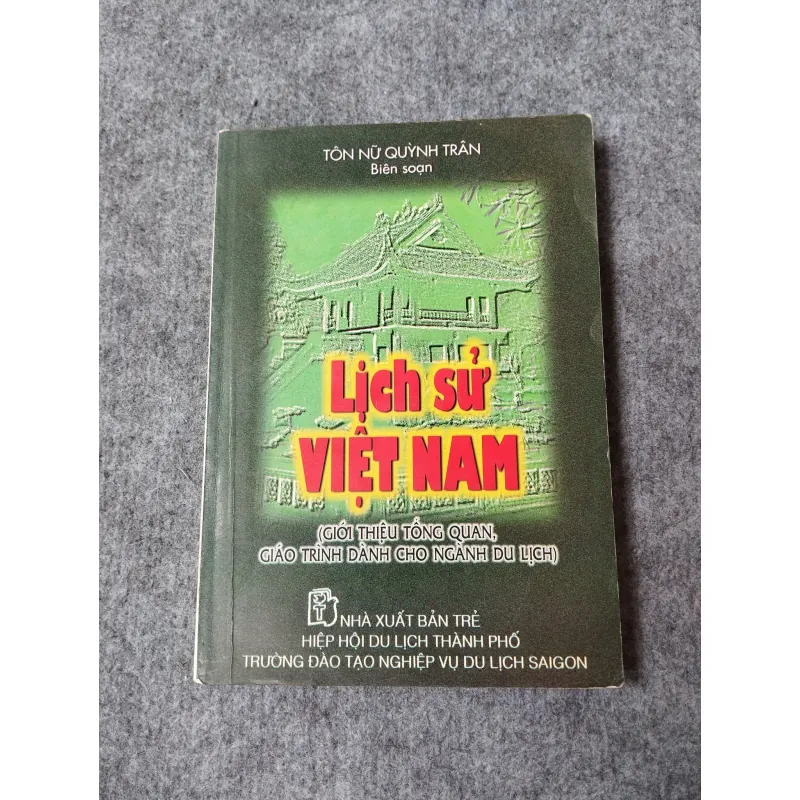 TÔN NỮ QUỲNH TRÂN
Biên soạn
Lịch sử
VIỆT NAM
(GIỚI THIỆU TỔNG QUAN,
GIÁO TRÌNH DÀNH CHO NGÀNH DU LỊCH)
NHÀ XUẤT BẢN TRẺ
HIỆP HỘI DU LỊCH THÀNH PHỐ
TRƯỜNG ĐÀO TẠO NGHIỆP VỤ DU LỊCH SAIGON